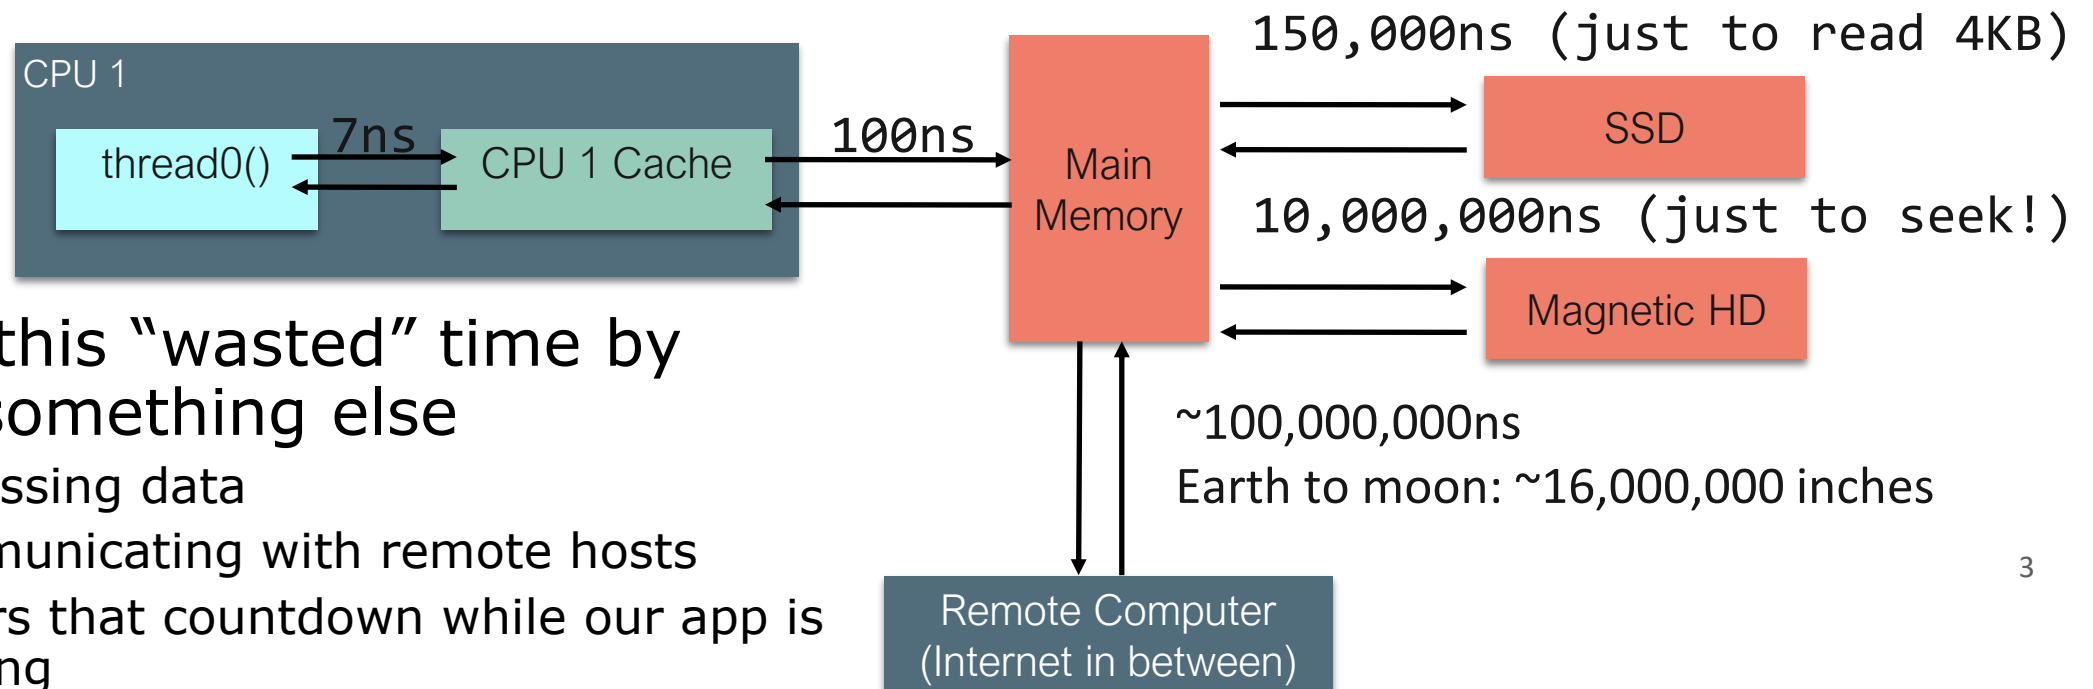 150,000ns (just to read 4KB)
CPU 1
thread0()
7ns
CPU 1 Cache
100ns
Main
Memory
SSD
10,000,000ns (just to seek!)
Magnetic HD
this “wasted” time by
something else
ssing data
municating with remote hosts
rs that countdown while our app is
ng
~100,000,000ns
Earth to moon: ~16,000,000 inches
Remote Computer
(Internet in between)
3